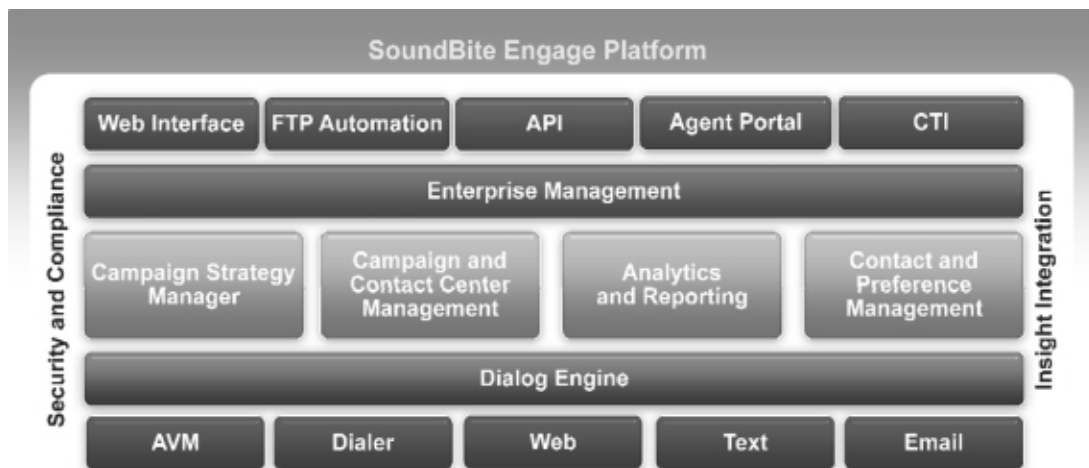 SoundBite Engage Platform
Security and Compliance
Web Interface
FTP Automation
API
Agent Portal
CTI
Enterprise Management
Campaign Strategy
Manager
Campaign and
Contact Center
Management
Analytics
and Reporting
Contact and
Preference
Management
Dialog Engine
AVM
Dialer
Web
Text
Email
Insight Integration